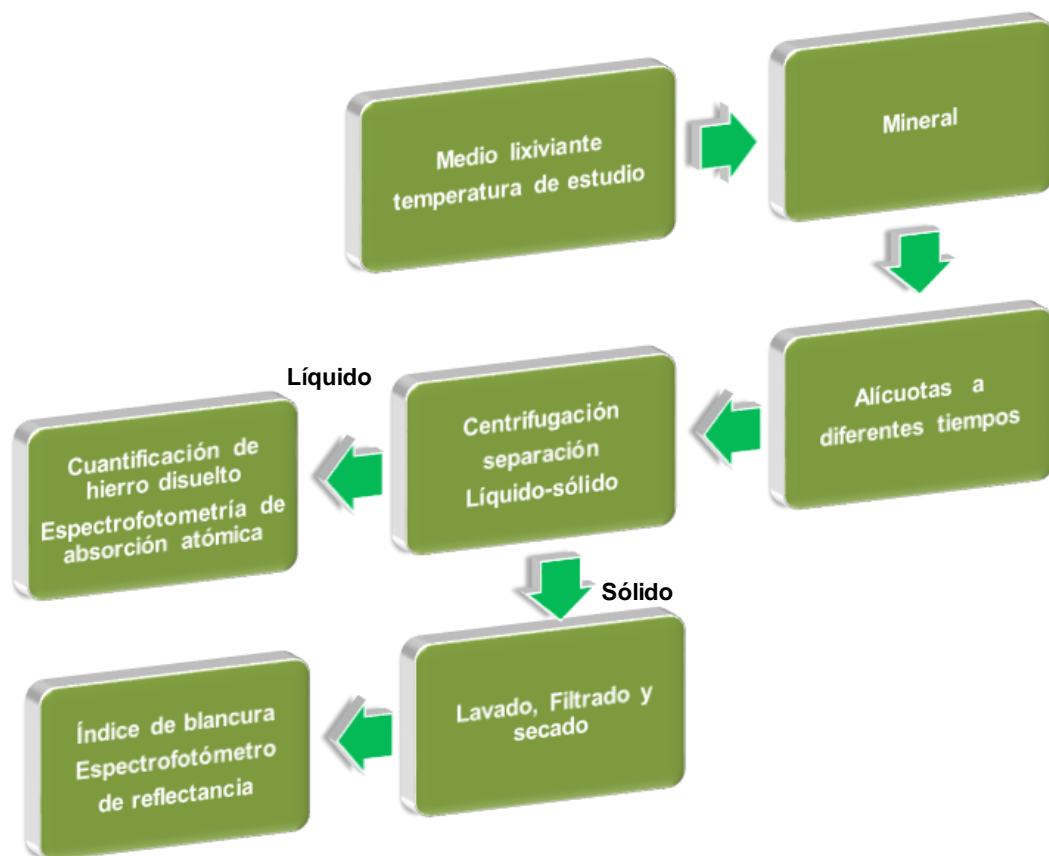 Medio lixiviante
temperatura de estudio
Mineral
Alícuotas a
diferentes tiempos
Centrifugación
separación
Líquido-sólido
Líquido
Cuantificación de
hierro disuelto
Espectrofotometría de
absorción atómica
Sólido
Lavado, Filtrado y
secado
Índice de blancura
Espectrofotómetro
de reflectancia